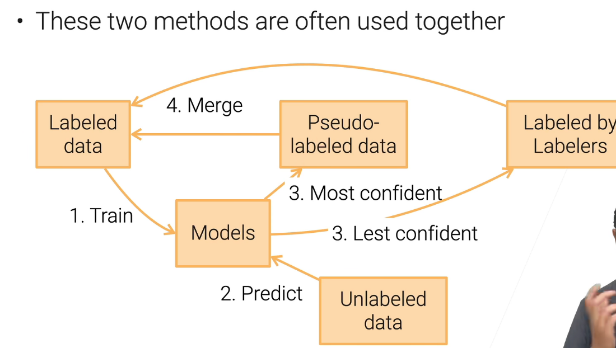 • These two methods are often used together
4. Merge
Labeled
data
Pseudo-
labeled data
Labeled by
Labelers
3. Most confident
1. Train
Models
3. Lest confident
2. Predict
Unlabeled
data